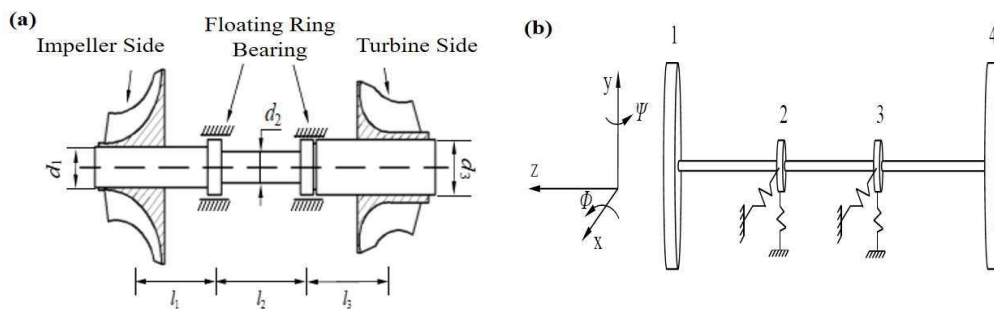 (a)
Floating Ring
Bearing
Impeller Side
Turbine Side
d₂
d₁
d₃
l₁
l₂
l₃
(b)
1
4
y
2
3
Ψ
z
Φ
x